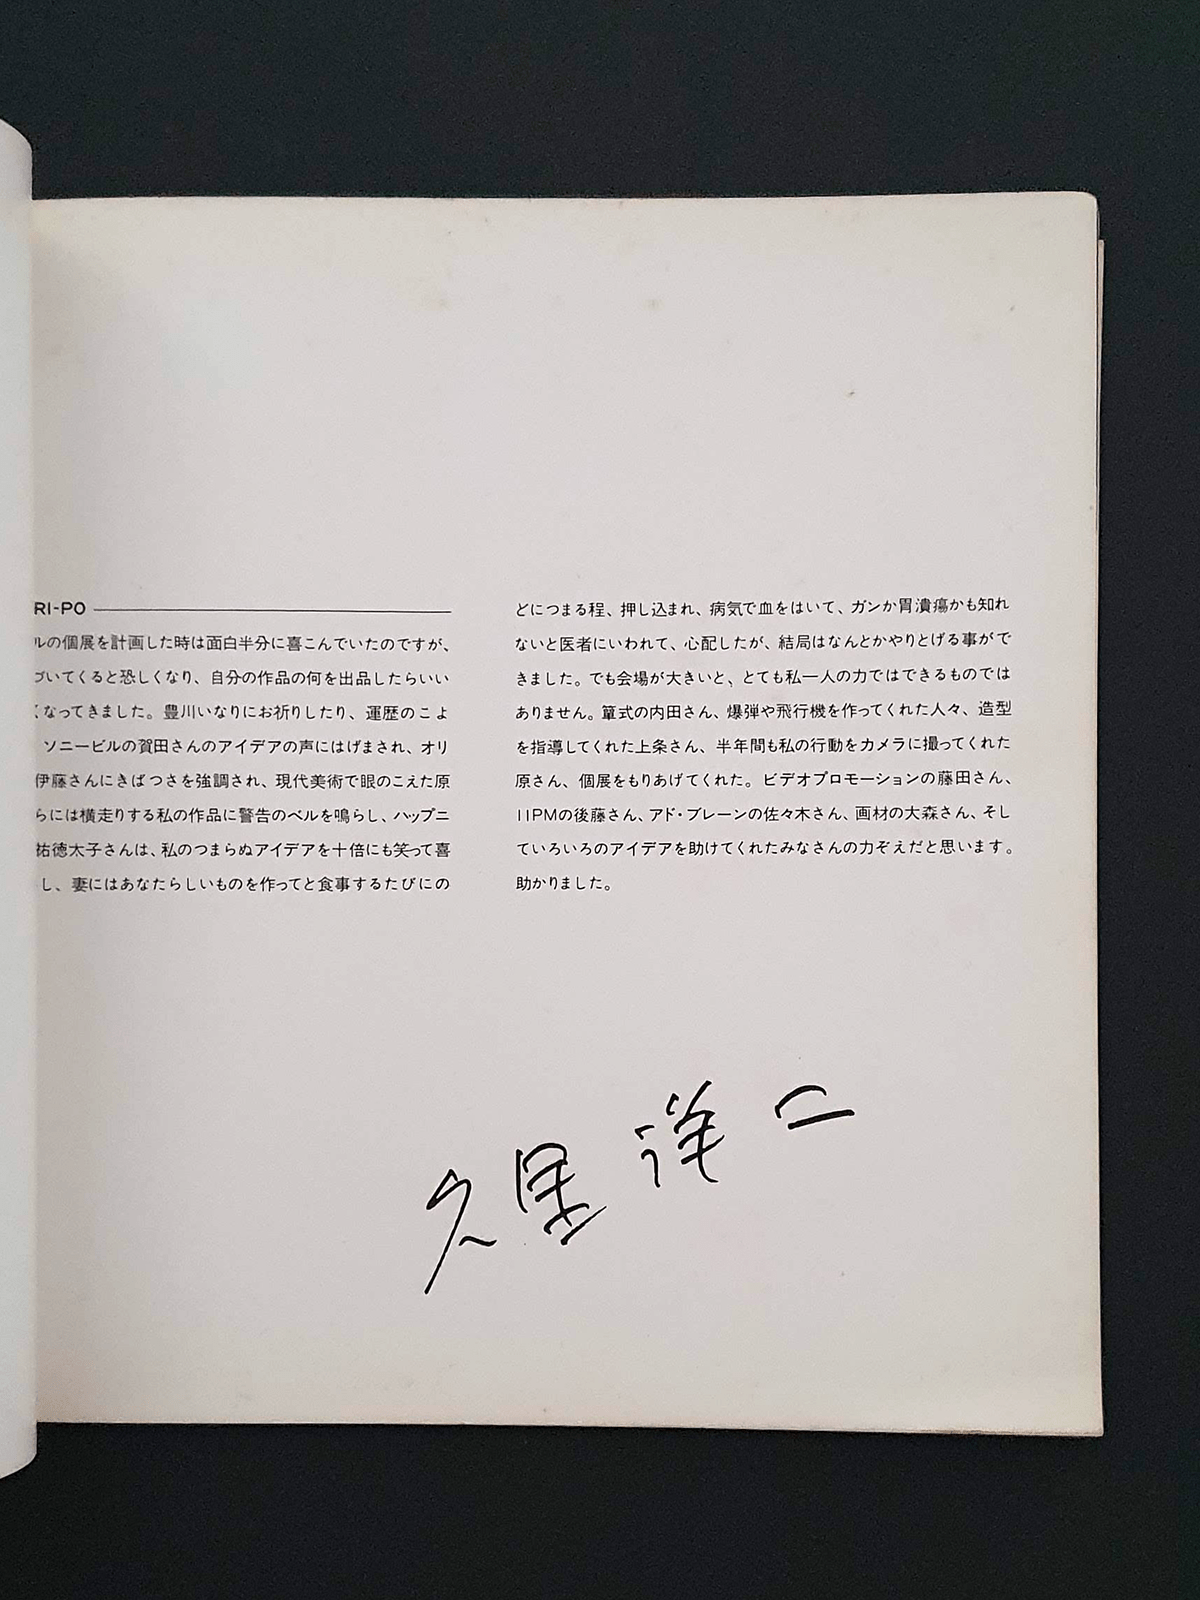 RI-PO
ルの個展を計画した時は面白半分に喜こんでいたのですが、
づいてくると恐しくなり、自分の作品の何を出品したらいい
くなってきました。豊川いなりにお祈りしたり、運歴のこよ
ソニービルの賀田さんのアイデアの声にはげまされ、オリ
伊藤さんにきばつさを強調され、現代美術で眼のこえた原
らには横走りする私の作品に警告のベルを鳴らし、ハップニ
祐徳太子さんは、私のつまらぬアイデアを十倍にも笑って喜
し、妻にはあなたらしいものを作ってと食事するたびにの
どにつまる程、押し込まれ、病気で血をはいて、ガンか胃潰瘍かも知れ
ないと医者にいわれて、心配したが、結局はなんとかやりとげる事がで
きました。でも会場が大きいと、とても私一人の力ではできるものでは
ありません。篳式の内田さん、爆弾や飛行機を作ってくれた人々、造型
を指導してくれた上条さん、半年間も私の行動をカメラに撮ってくれた
原さん、個展をもりあげてくれた。ビデオプロモーションの藤田さん、
IIPMの後藤さん、アド・ブレーンの佐々木さん、画材の大森さん、そし
ていろいろのアイデアを助けてくれたみなさんの力ぞえだと思います。
助かりました。
久里洋二